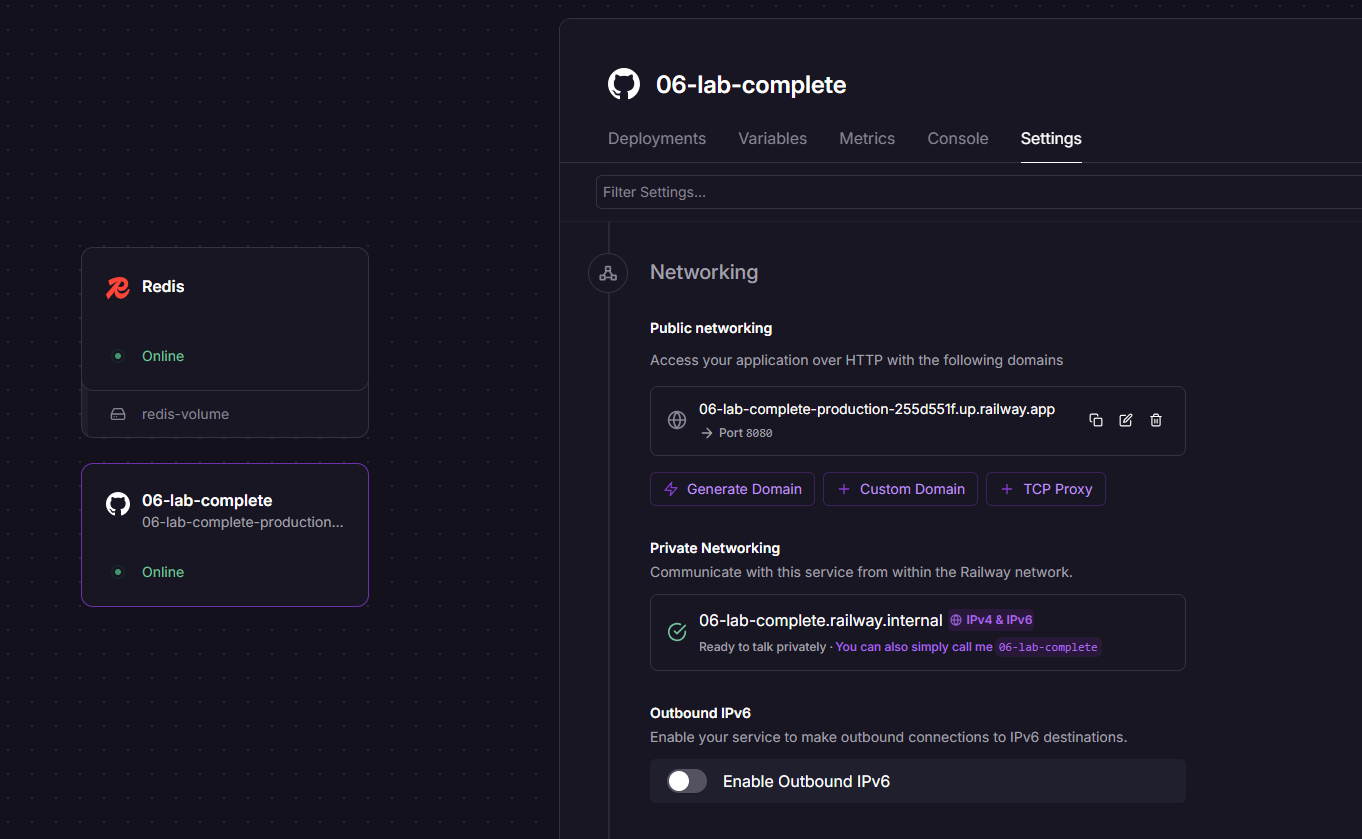 Redis
Online
redis-volume
06-lab-complete
06-lab-complete-production...
Online
06-lab-complete
Deployments Variables Metrics Console Settings
Filter Settings...
Networking
Public networking
Access your application over HTTP with the following domains
06-lab-complete-production-255d551f.up.railway.app
→ Port 8080
Generate Domain + Custom Domain + TCP Proxy
Private Networking
Communicate with this service from within the Railway network.
06-lab-complete.railway.internal IPv4 & IPv6
Ready to talk privately · You can also simply call me 06-lab-complete
Outbound IPv6
Enable your service to make outbound connections to IPv6 destinations.
Enable Outbound IPv6